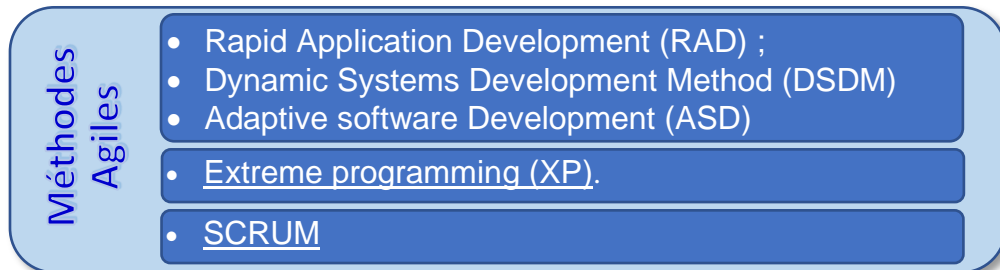 Méthodes
Agiles
• Rapid Application Development (RAD) ;
• Dynamic Systems Development Method (DSDM)
• Adaptive software Development (ASD)
• Extreme programming (XP).
• SCRUM